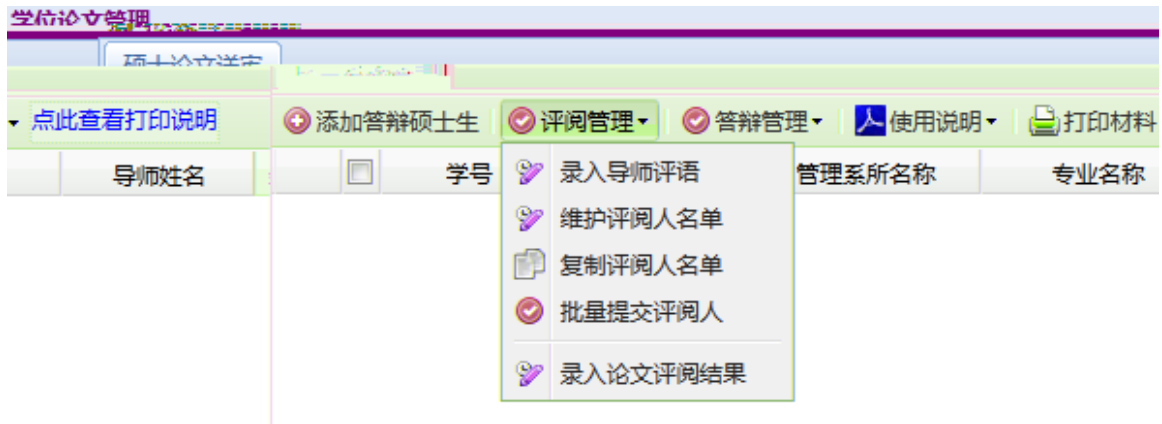 学位论文管理
硕士论文送审
点此查看打印说明 添加答辩硕士生 评阅管理 答辩管理 使用说明 打印材料
导师姓名 学号 管理系所名称 专业名称
录入导师评语
维护评阅人名单
复制评阅人名单
批量提交评阅人
录入论文评阅结果